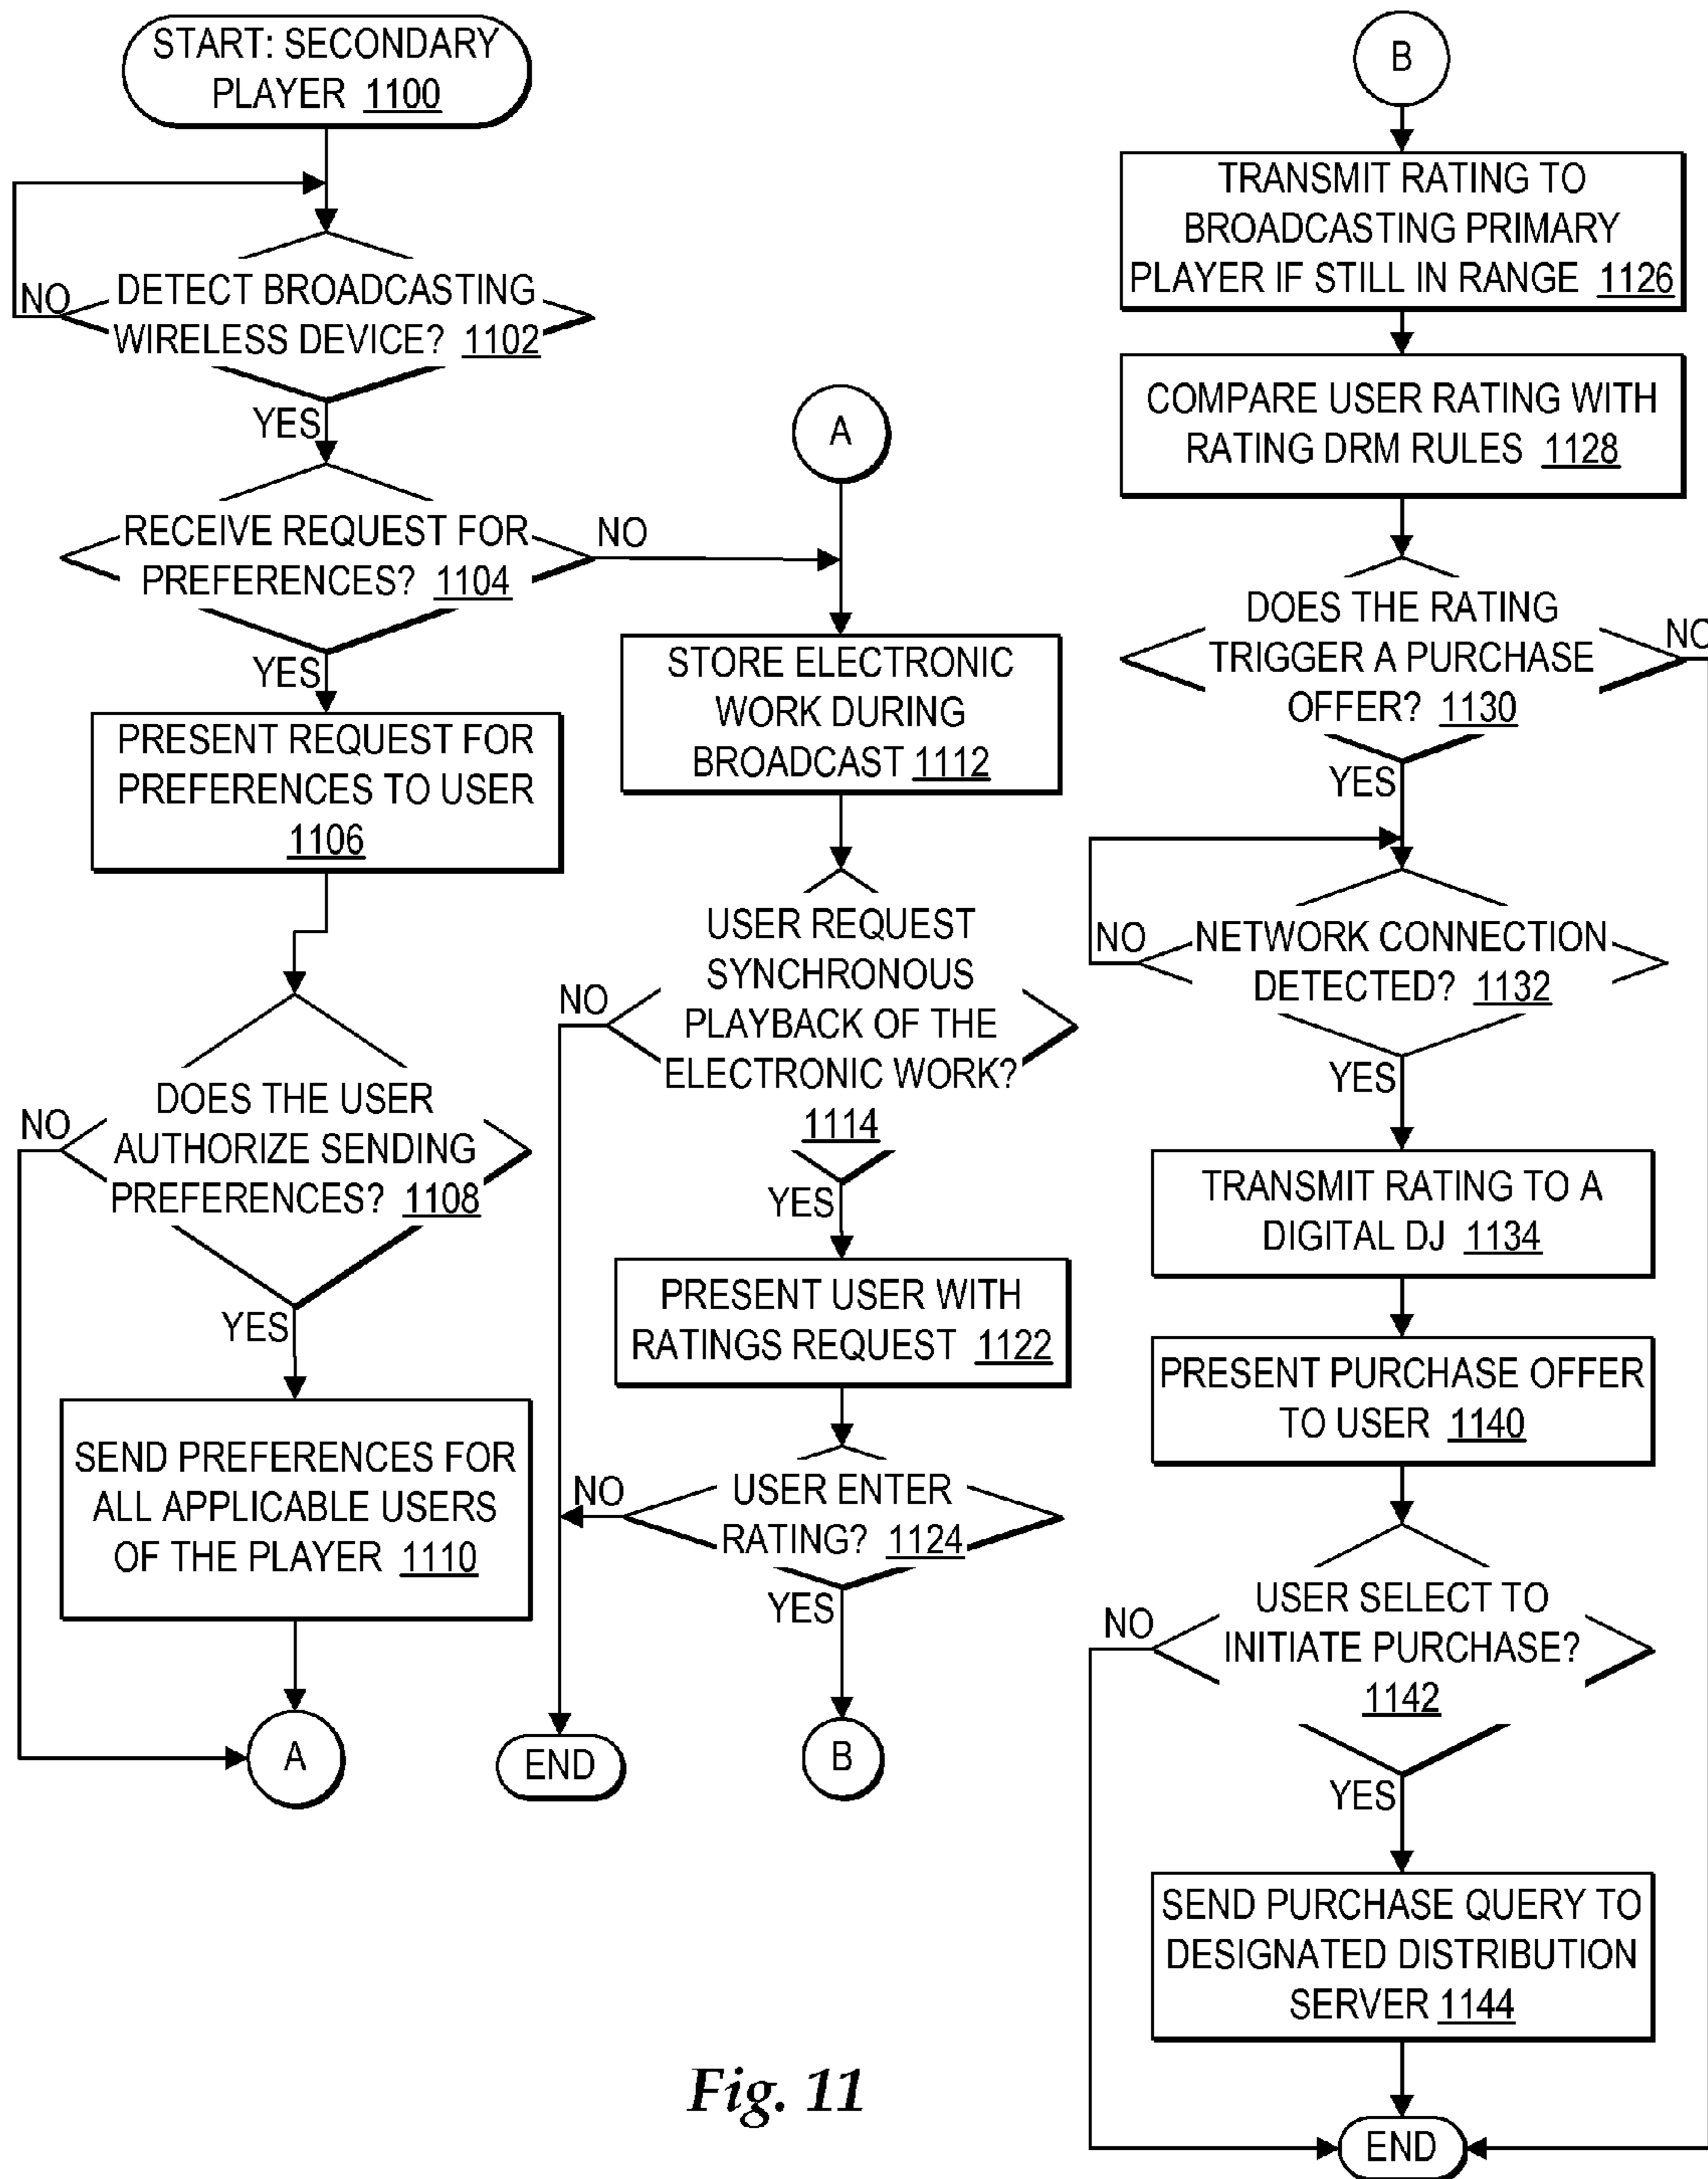 START: SECONDARY
PLAYER 1100
NO
DETECT BROADCASTING
WIRELESS DEVICE? 1102
YES
RECEIVE REQUEST FOR
PREFERENCES? 1104
NO
YES
PRESENT REQUEST FOR
PREFERENCES TO USER
1106
NO
DOES THE USER
AUTHORIZE SENDING
PREFERENCES? 1108
YES
SEND PREFERENCES FOR
ALL APPLICABLE USERS
OF THE PLAYER 1110
A
A
STORE ELECTRONIC
WORK DURING
BROADCAST 1112
NO
USER REQUEST
SYNCHRONOUS
PLAYBACK OF THE
ELECTRONIC WORK?
1114
YES
PRESENT USER WITH
RATINGS REQUEST 1122
NO
USER ENTER
RATING? 1124
YES
END
B
B
TRANSMIT RATING TO
BROADCASTING PRIMARY
PLAYER IF STILL IN RANGE 1126
COMPARE USER RATING WITH
RATING DRM RULES 1128
DOES THE RATING
TRIGGER A PURCHASE
OFFER? 1130
NO
YES
NO
NETWORK CONNECTION
DETECTED? 1132
YES
TRANSMIT RATING TO A
DIGITAL DJ 1134
PRESENT PURCHASE OFFER
TO USER 1140
NO
USER SELECT TO
INITIATE PURCHASE?
1142
YES
SEND PURCHASE QUERY TO
DESIGNATED DISTRIBUTION
SERVER 1144
END
Fig. 11